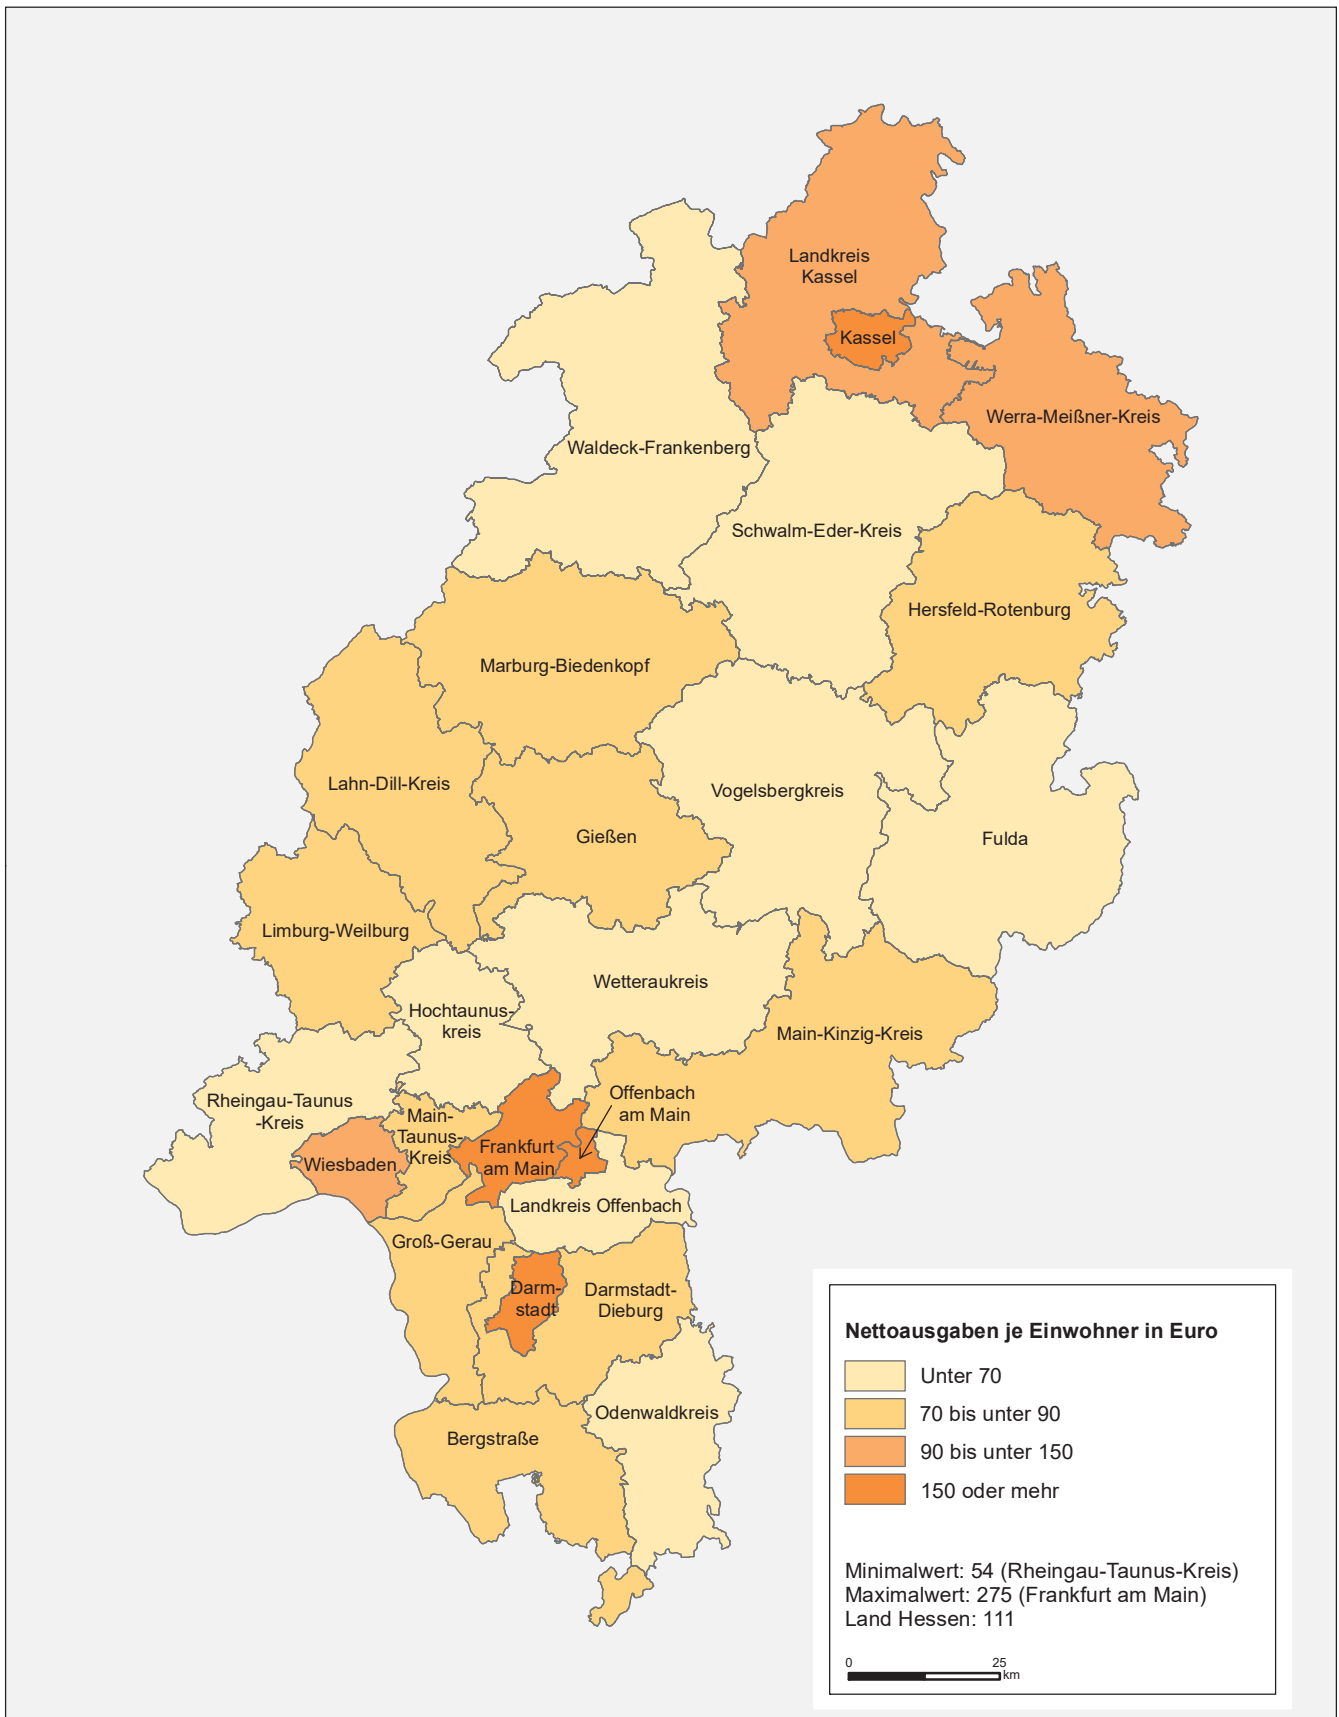 Landkreis
Kassel
Kassel
Werra-Meißner-Kreis
Waldeck-Frankenberg
Schwalm-Eder-Kreis
Hersfeld-Rotenburg
Marburg-Biedenkopf
Lahn-Dill-Kreis
Vogelsbergkreis
Gießen
Fulda
Limburg-Weilburg
Wetteraukreis
Hochtaunus-
kreis
Main-Kinzig-Kreis
Rheingau-Taunus
-Kreis
Offenbach
am Main
Main-
Taunus-
Kreis
Frankfurt
am Main
Wiesbaden
Landkreis Offenbach
Groß-Gerau
Darm-
stadt
Darmstadt-
Dieburg
Odenwaldkreis
Bergstraße
Nettoausgaben je Einwohner in Euro
Unter 70
70 bis unter 90
90 bis unter 150
150 oder mehr
Minimalwert: 54 (Rheingau-Taunus-Kreis)
Maximalwert: 275 (Frankfurt am Main)
Land Hessen: 111
0 25
km